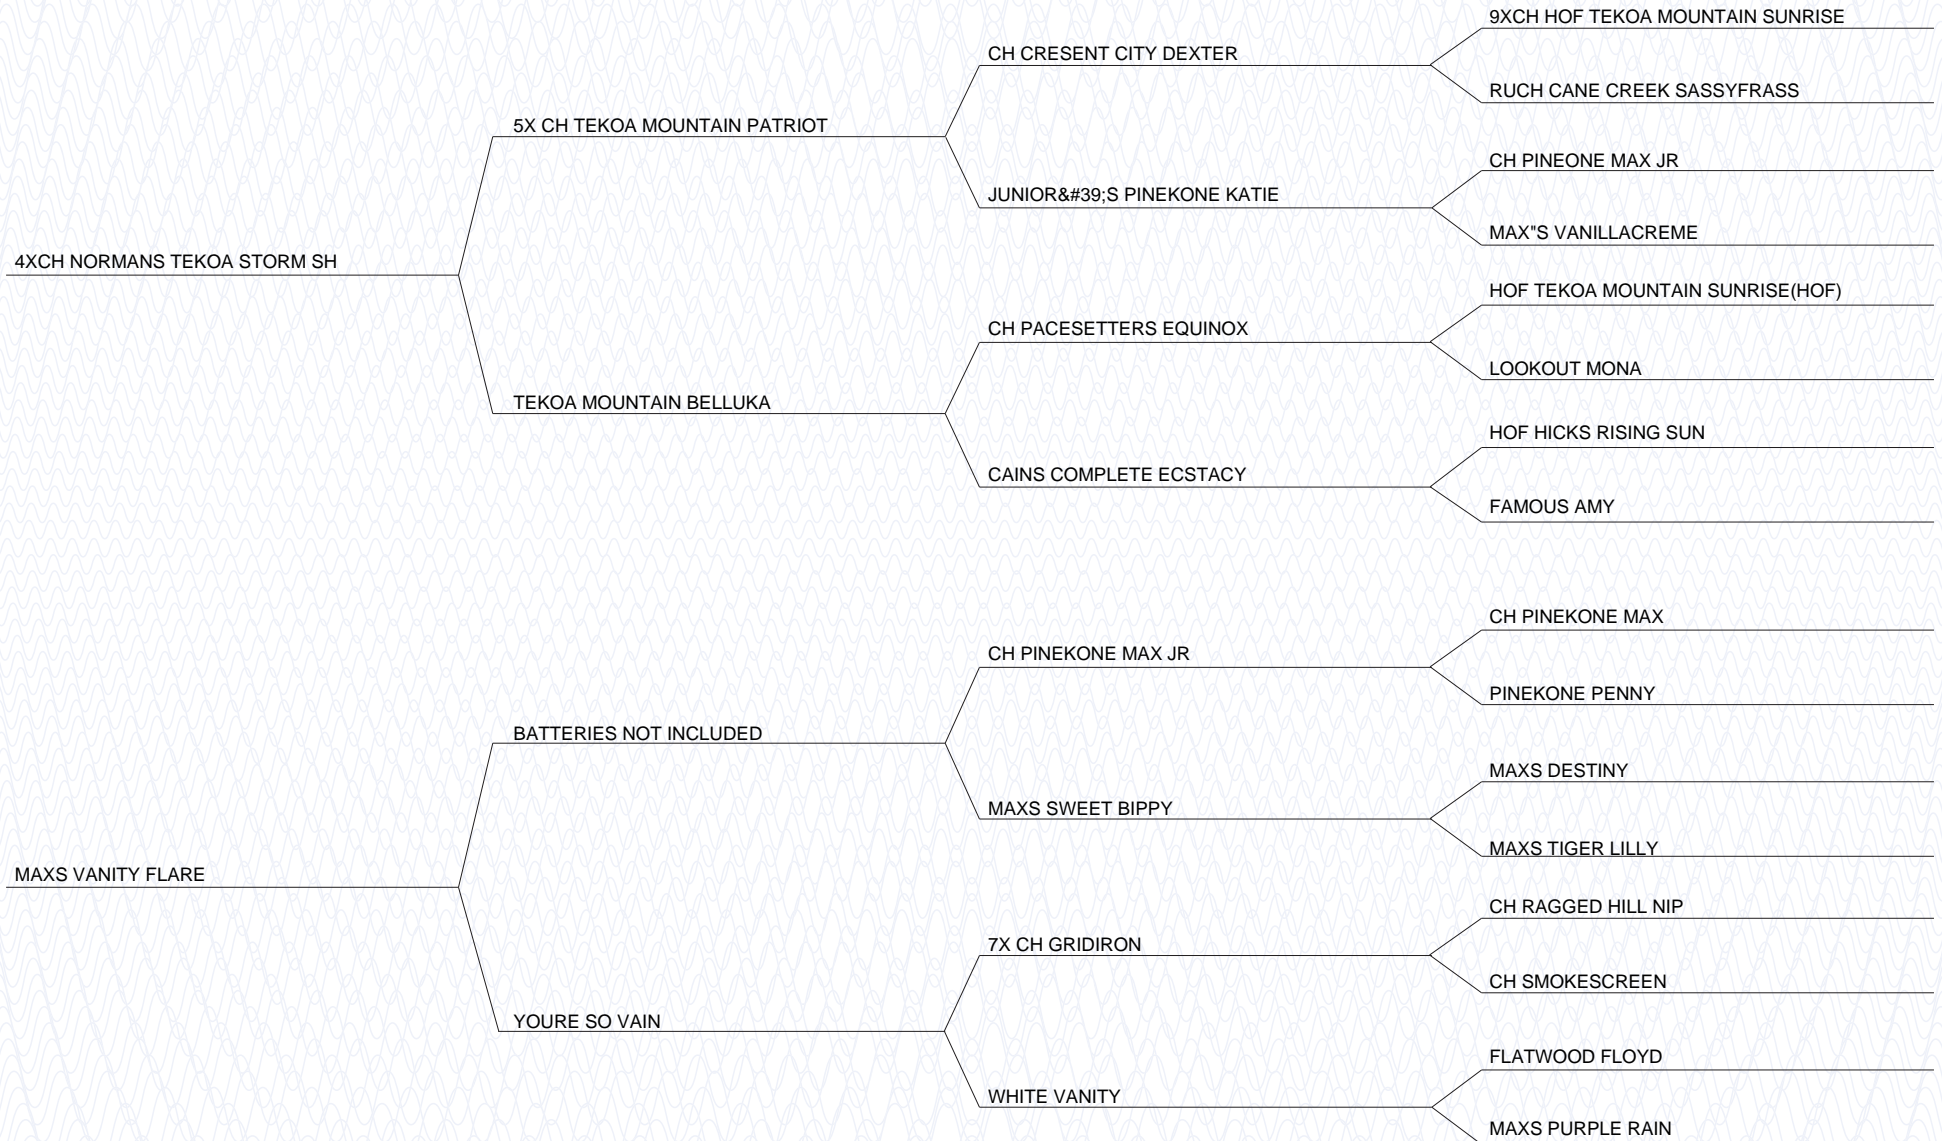 9XCH HOF TEKOA MOUNTAIN SUNRISE
CH CRESENT CITY DEXTER
RUCH CANE CREEK SASSYFRASS
5X CH TEKOA MOUNTAIN PATRIOT
CH PINEONE MAX JR
JUNIOR&#39;S PINEKONE KATIE
MAX"S VANILLACREME
4XCH NORMANS TEKOA STORM SH
HOF TEKOA MOUNTAIN SUNRISE(HOF)
CH PACESETTERS EQUINOX
LOOKOUT MONA
TEKOA MOUNTAIN BELLUKA
HOF HICKS RISING SUN
CAINS COMPLETE ECSTACY
FAMOUS AMY
CH PINEKONE MAX
CH PINEKONE MAX JR
PINEKONE PENNY
BATTERIES NOT INCLUDED
MAXS DESTINY
MAXS SWEET BIPPY
MAXS TIGER LILLY
MAXS VANITY FLARE
CH RAGGED HILL NIP
7X CH GRIDIRON
CH SMOKESCREEN
YOURE SO VAIN
FLATWOOD FLOYD
WHITE VANITY
MAXS PURPLE RAIN